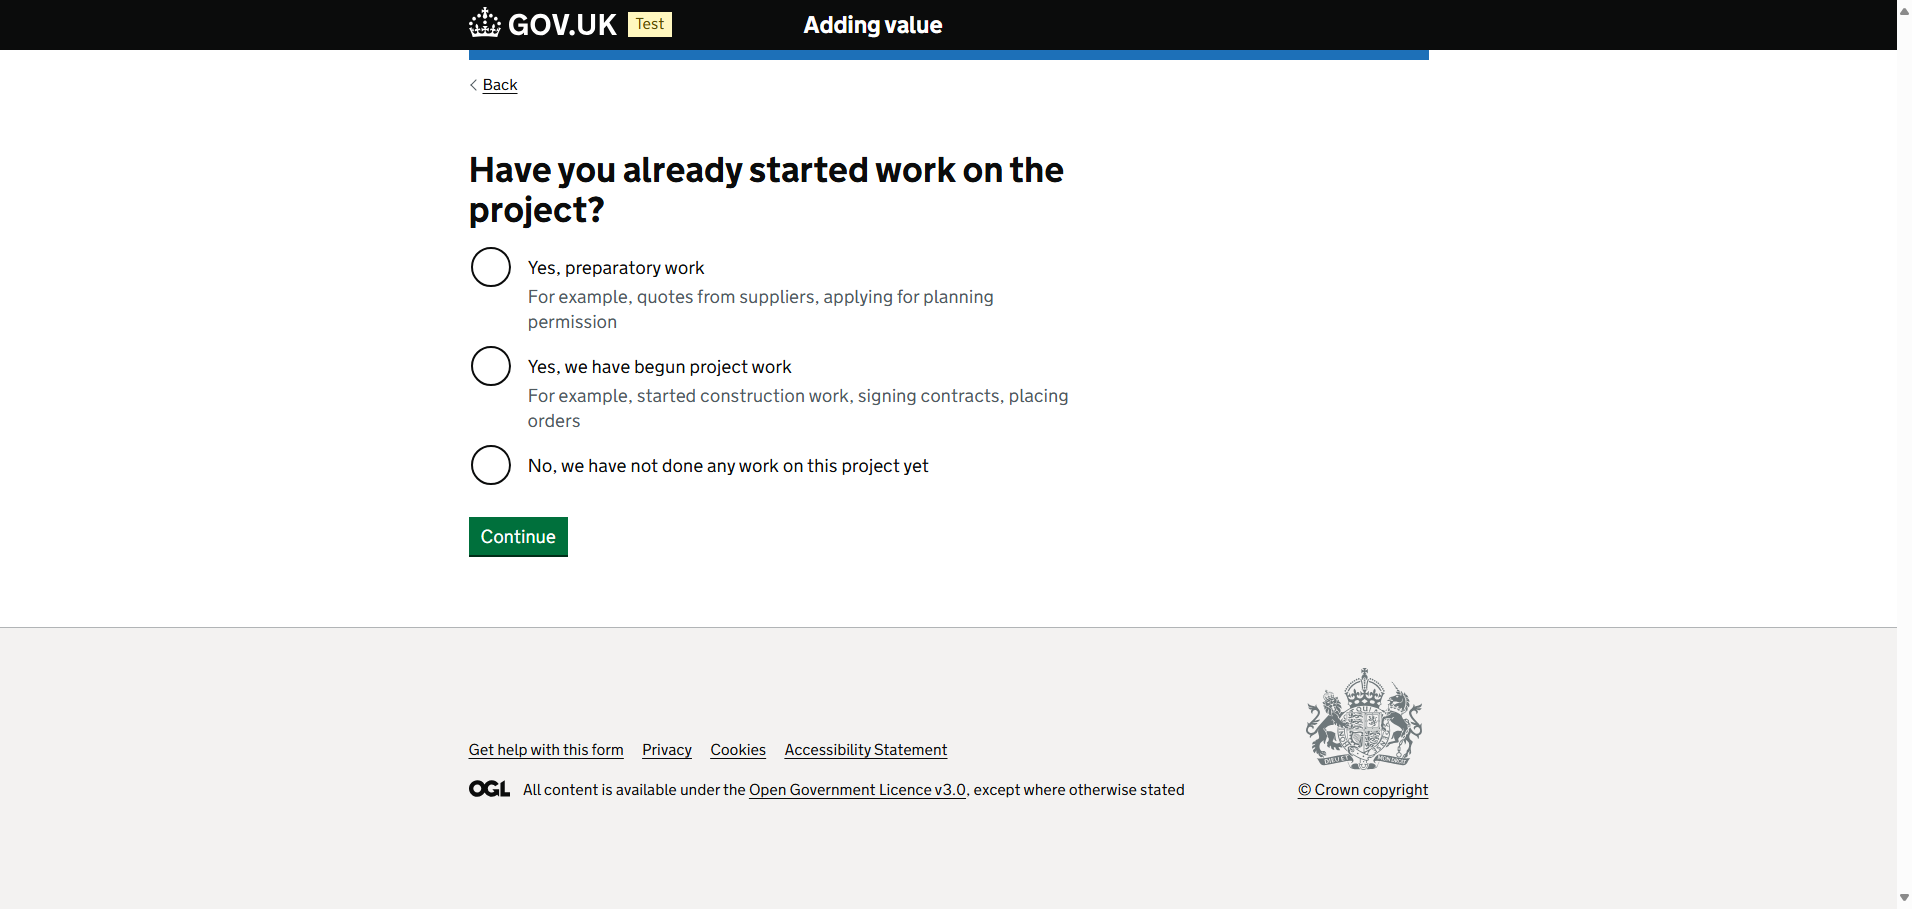 GOV.UK Test Adding value
Back
Have you already started work on the
project?
Yes, preparatory work
For example, quotes from suppliers, applying for planning
permission
Yes, we have begun project work
For example, started construction work, signing contracts, placing
orders
No, we have not done any work on this project yet
Continue
Get help with this form Privacy Cookies Accessibility Statement
OGL All content is available under the Open Government Licence v3.0, except where otherwise stated
© Crown copyright